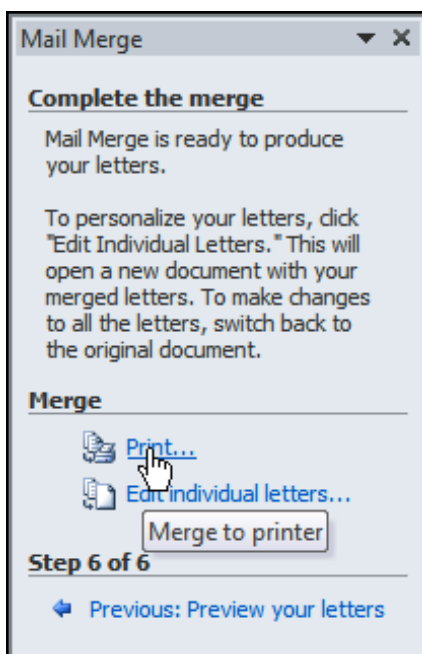 Mail Merge
Complete the merge
Mail Merge is ready to produce
your letters.
To personalize your letters, click
"Edit Individual Letters." This will
open a new document with your
merged letters. To make changes
to all the letters, switch back to
the original document.
Merge
Print...
Edit individual letters...
Merge to printer
Step 6 of 6
Previous: Preview your letters